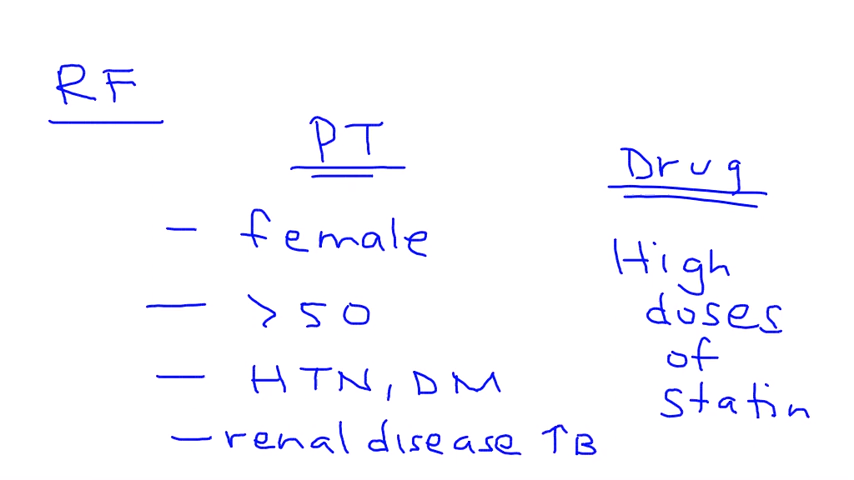 RF
PT
- female
- > 50
- HTN, DM
- renal disease ↑B
Drug
High
doses
of
statin